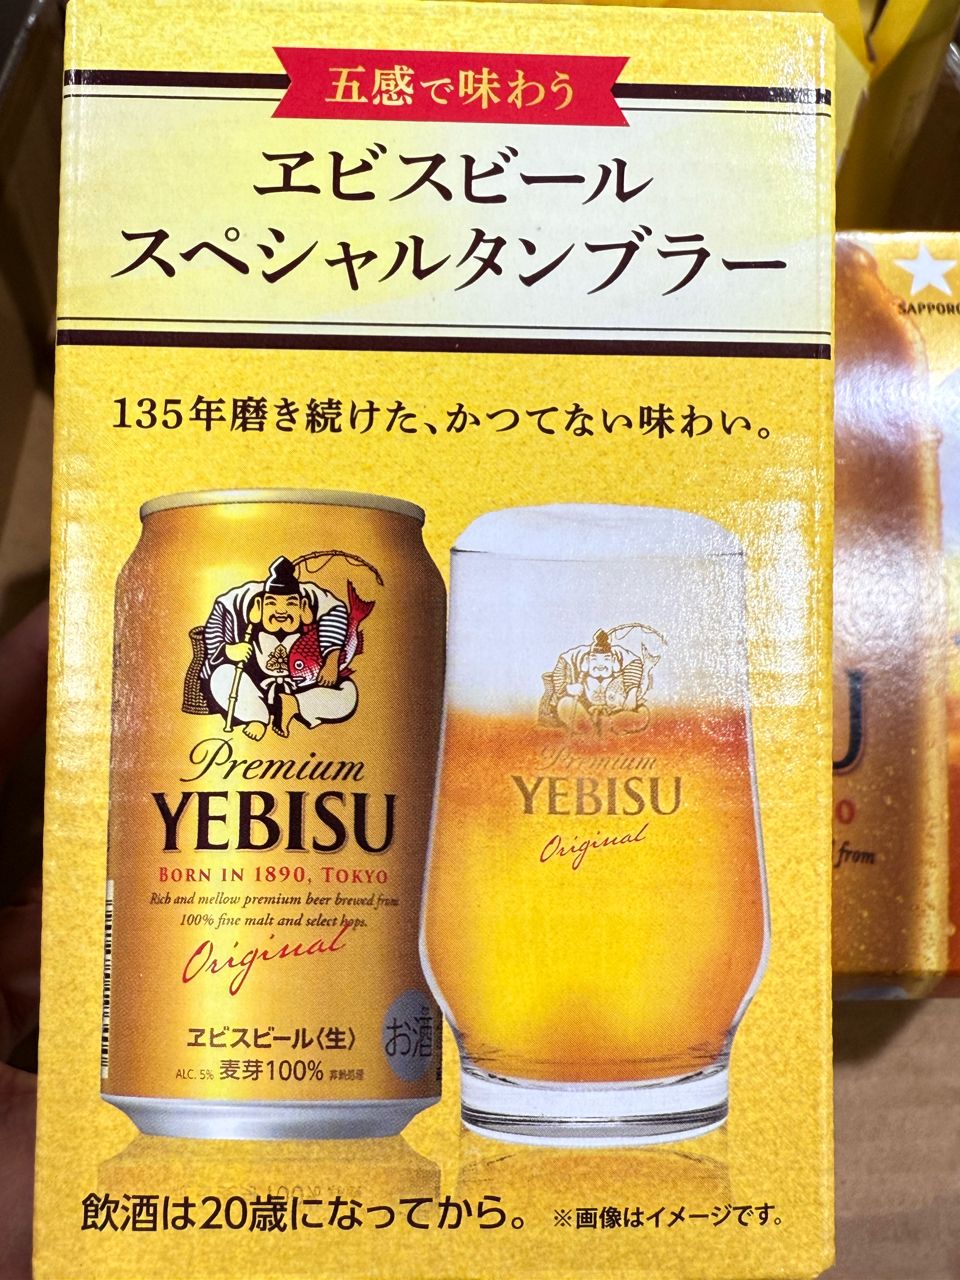 五感で味わう
ヱビスビール
スペシャルタンブラー
135年磨き続けた、かつてない味わい。
Premium
YEBISU
BORN IN 1890, TOKYO
Rich and mellow premium beer brewed from
100% fine malt and select hops.
Original
ヱビスビール〈生〉
ALC. 5% 麦芽100% 非熱処理
お酒
Premium
YEBISU
Original
飲酒は20歳になってから。 ※画像はイメージです。
SAPPORO
U
from